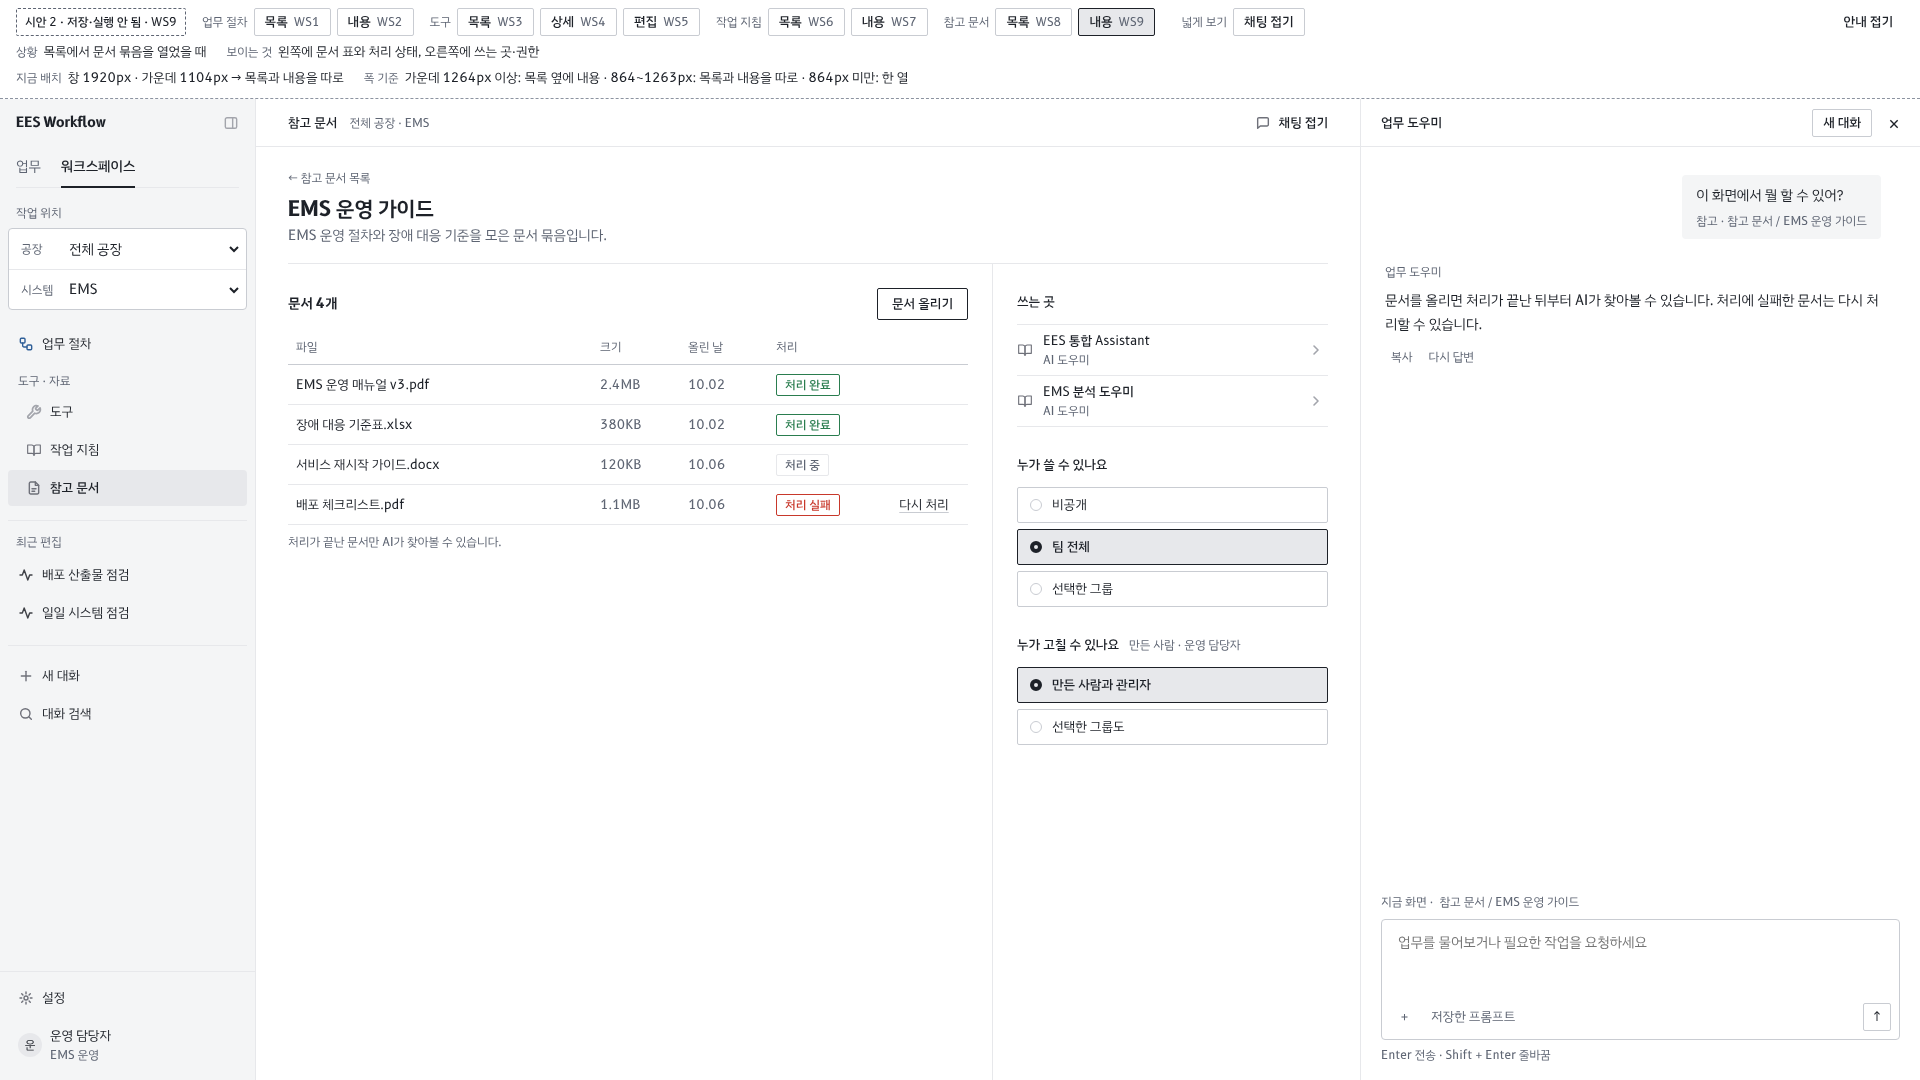 시안 2 · 저장·실행 안 됨 · WS9 업무 절차 목록 WS1 내용 WS2 도구 목록 WS3 상세 WS4 편집 WS5 작업 지침 목록 WS6 내용 WS7 참고 문서 목록 WS8 내용 WS9 넓게 보기 채팅 접기 안내 접기
상황 목록에서 문서 묶음을 열었을 때 보이는 것 왼쪽에 문서 표와 처리 상태, 오른쪽에 쓰는 곳·권한
지금 배치 창 1920px · 가운데 1104px → 목록과 내용을 따로 폭 기준 가운데 1264px 이상: 목록 옆에 내용 · 864~1263px: 목록과 내용을 따로 · 864px 미만: 한 열
EES Workflow
업무 워크스페이스
작업 위치
공장 전체 공장
시스템 EMS
업무 절차
도구 · 자료
도구
작업 지침
참고 문서
최근 편집
배포 산출물 점검
일일 시스템 점검
새 대화
대화 검색
설정
운 운영 담당자
EMS 운영
참고 문서 전체 공장 · EMS 채팅 접기
← 참고 문서 목록
EMS 운영 가이드
EMS 운영 절차와 장애 대응 기준을 모은 문서 묶음입니다.
문서 4개 문서 올리기
파일 크기 올린 날 처리
EMS 운영 매뉴얼 v3.pdf 2.4MB 10.02 처리 완료
장애 대응 기준표.xlsx 380KB 10.02 처리 완료
서비스 재시작 가이드.docx 120KB 10.06 처리 중
배포 체크리스트.pdf 1.1MB 10.06 처리 실패 다시 처리
처리가 끝난 문서만 AI가 찾아볼 수 있습니다.
쓰는 곳
EES 통합 Assistant
AI 도우미
EMS 분석 도우미
AI 도우미
누가 쓸 수 있나요
비공개
팀 전체
선택한 그룹
누가 고칠 수 있나요 만든 사람 · 운영 담당자
만든 사람과 관리자
선택한 그룹도
업무 도우미 새 대화 ×
이 화면에서 뭘 할 수 있어?
참고 · 참고 문서 / EMS 운영 가이드
업무 도우미
문서를 올리면 처리가 끝난 뒤부터 AI가 찾아볼 수 있습니다. 처리에 실패한 문서는 다시 처
리할 수 있습니다.
복사 다시 답변
지금 화면 · 참고 문서 / EMS 운영 가이드
업무를 물어보거나 필요한 작업을 요청하세요
+ 저장한 프롬프트 ↑
Enter 전송 · Shift + Enter 줄바꿈